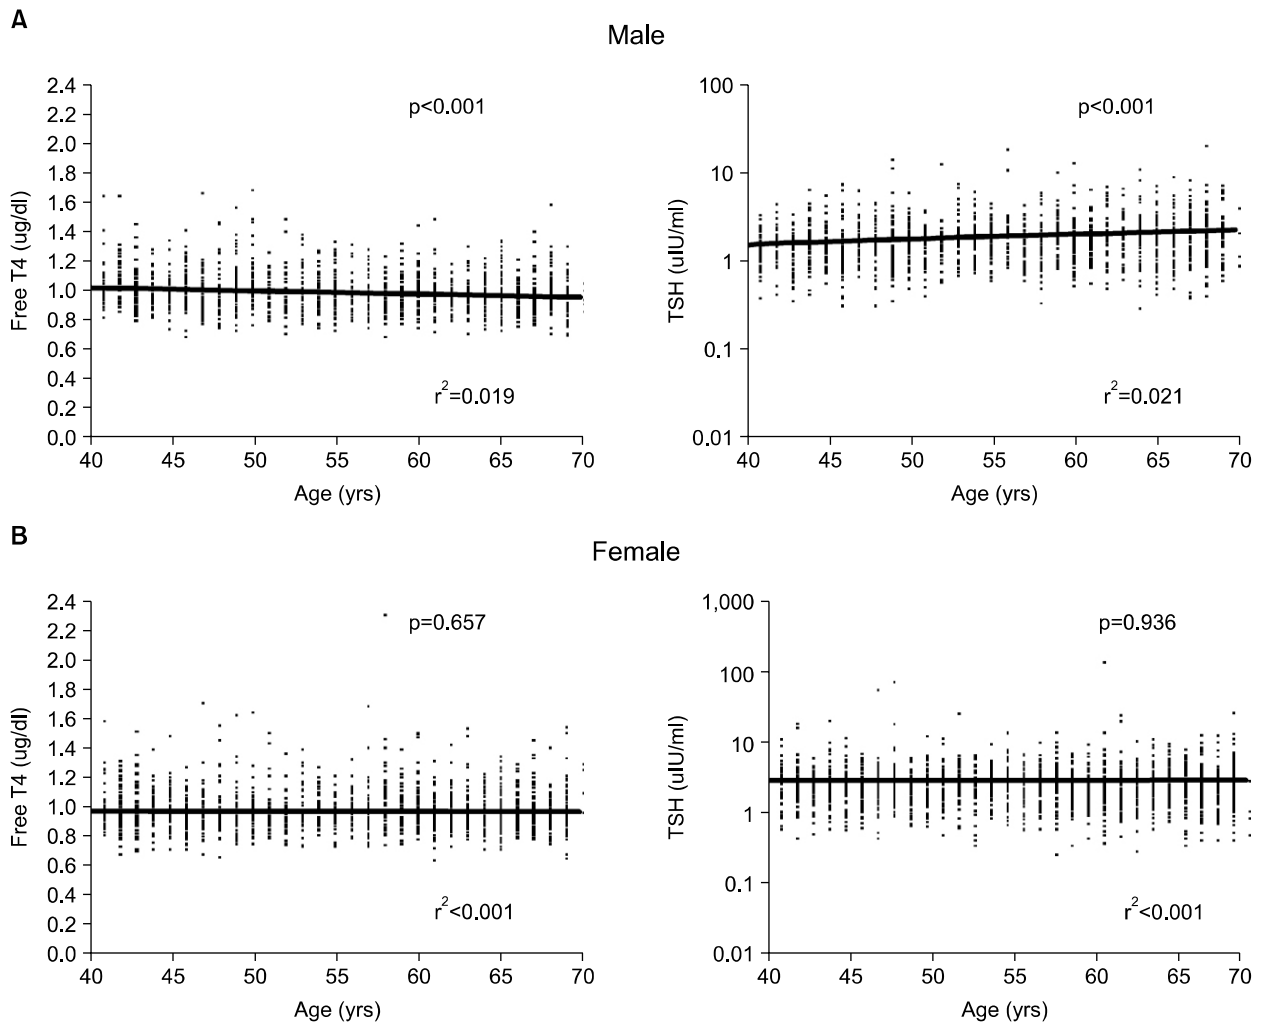 A
Male
2.4
2.2
2.0
1.8
1.6
1.4
1.2
1.0
0.8
0.6
0.4
0.2
0.0
Free T4 (ug/dl)
p<0.001
r²=0.019
40 45 50 55 60 65 70
Age (yrs)
100
10
1
0.1
0.01
TSH (uIU/ml)
p<0.001
r²=0.021
40 45 50 55 60 65 70
Age (yrs)
B
Female
2.4
2.2
2.0
1.8
1.6
1.4
1.2
1.0
0.8
0.6
0.4
0.2
0.0
Free T4 (ug/dl)
p=0.657
r²<0.001
40 45 50 55 60 65 70
Age (yrs)
1,000
100
10
1
0.1
0.01
TSH (uIU/ml)
p=0.936
r²<0.001
40 45 50 55 60 65 70
Age (yrs)